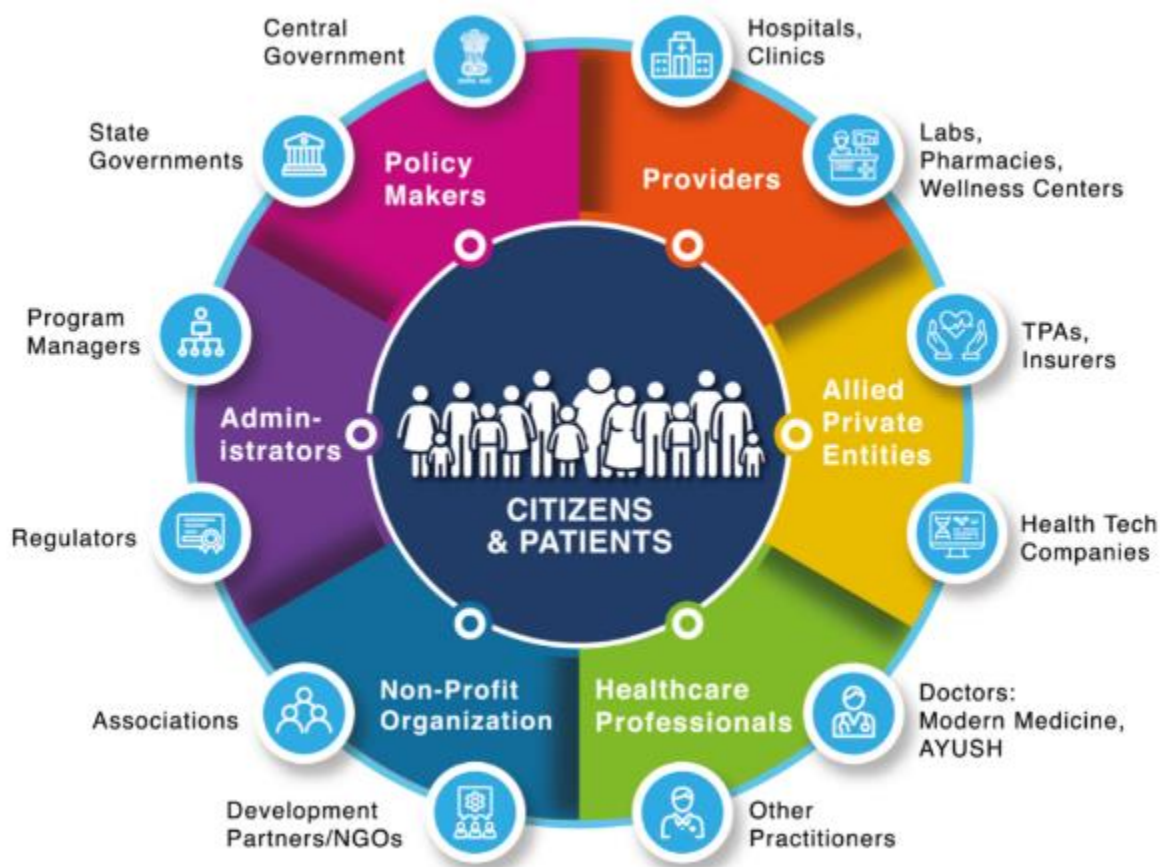 Central
Government
Hospitals,
Clinics
State
Governments
Labs,
Pharmacies,
Wellness Centers
Policy
Makers
Providers
Program
Managers
TPAs,
Insurers
Admin-
istrators
Allied
Private
Entities
CITIZENS
& PATIENTS
Regulators
Health Tech
Companies
Non-Profit
Organization
Healthcare
Professionals
Associations
Doctors:
Modern Medicine,
AYUSH
Development
Partners/NGOs
Other
Practitioners